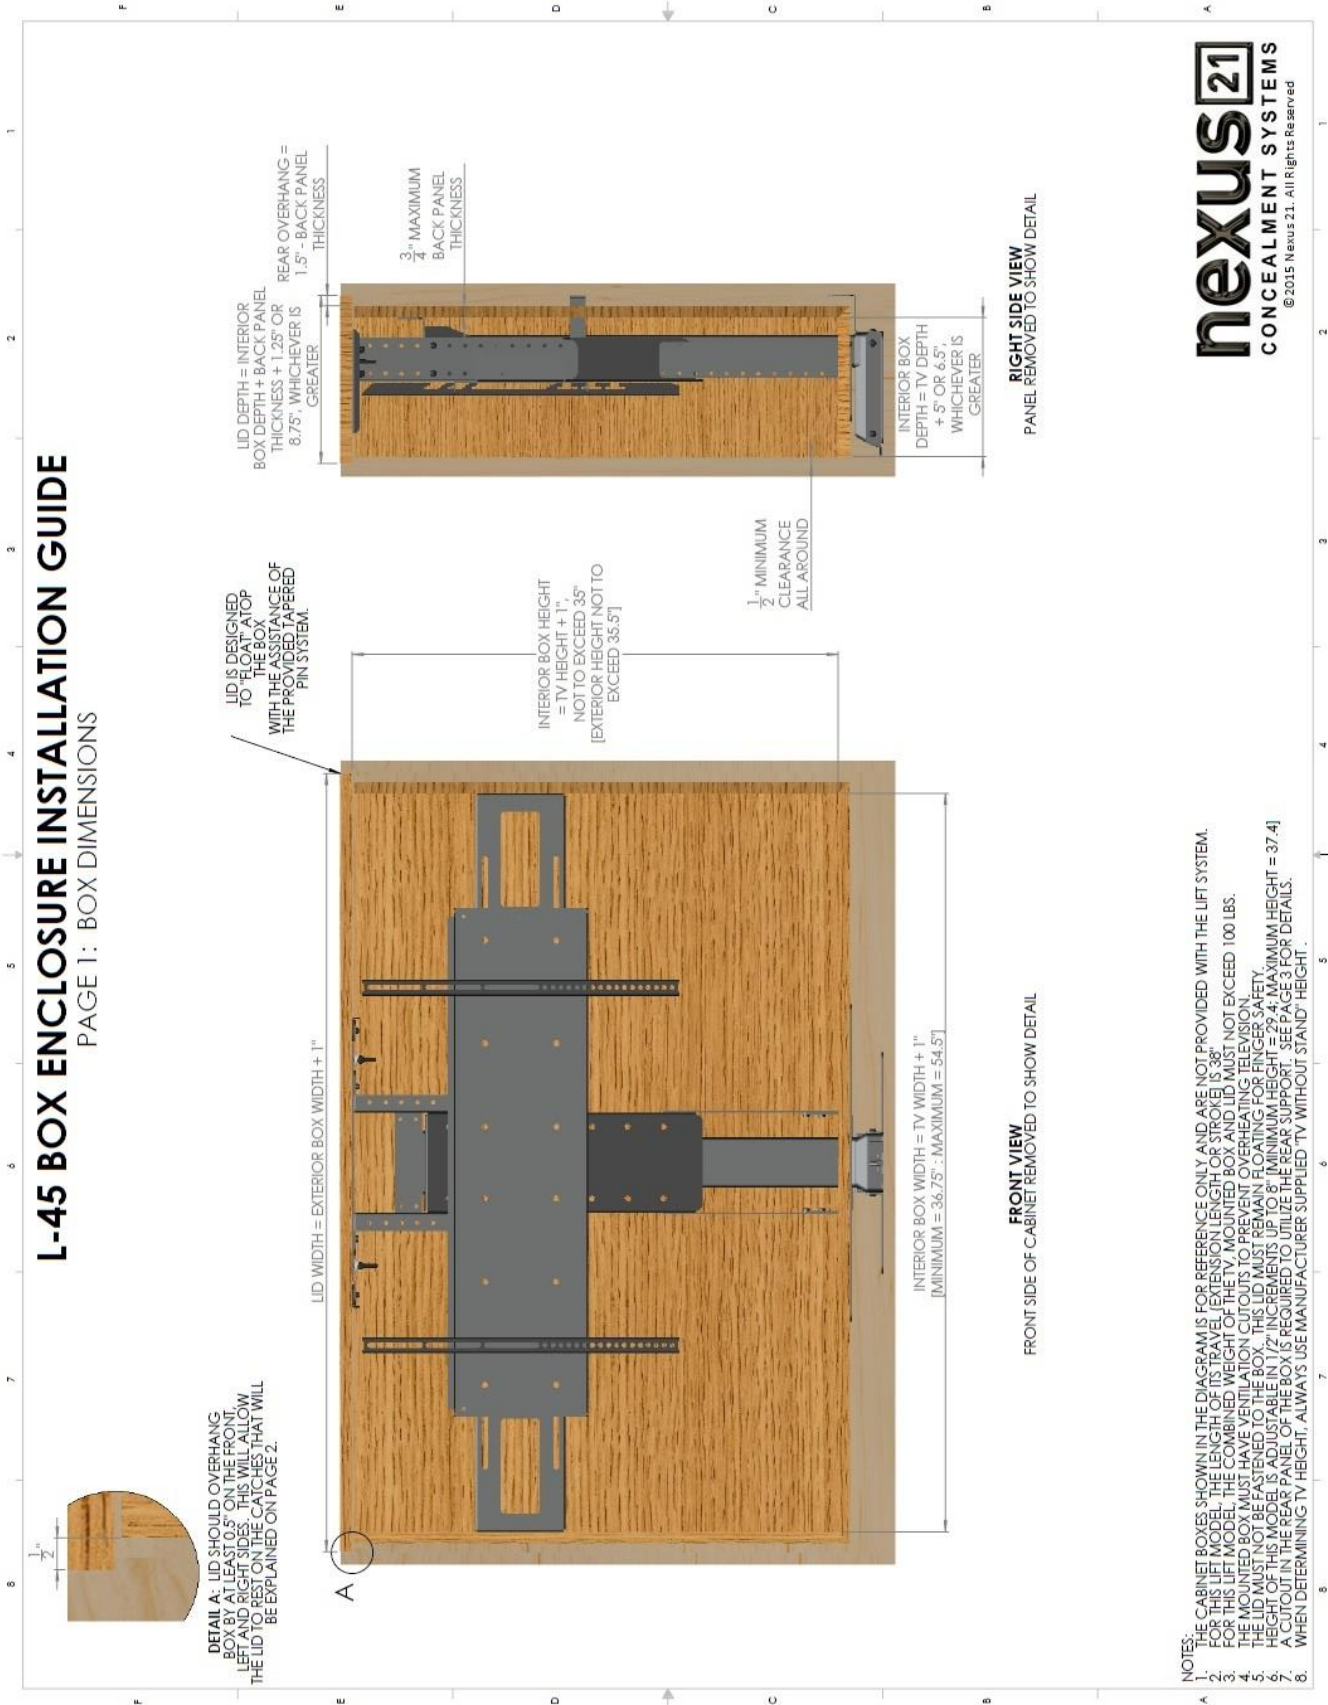 L-45 BOX ENCLOSURE INSTALLATION GUIDE
PAGE 1: BOX DIMENSIONS
8 7 6 5 4 3 2 1
F
E
D
C
B
A
1/2
DETAIL A: LID SHOULD OVERHANG
BOX BY AT LEAST 0.5" ON THE FRONT,
LEFT AND RIGHT SIDES. THIS WILL ALLOW
THE LID TO REST ON THE CATCHES THAT WILL
BE EXPLAINED ON PAGE 2.
A
LID WIDTH = EXTERIOR BOX WIDTH + 1"
LID IS DESIGNED
TO "FLOAT" ATOP
THE BOX
WITH THE ASSISTANCE OF
THE PROVIDED TAPERED
PIN SYSTEM.
INTERIOR BOX HEIGHT
= TV HEIGHT + 1",
NOT TO EXCEED 35"
[EXTERIOR HEIGHT NOT TO
EXCEED 35.5"]
INTERIOR BOX WIDTH = TV WIDTH + 1"
[MINIMUM = 36.75" : MAXIMUM = 54.5"]
FRONT VIEW
FRONT SIDE OF CABINET REMOVED TO SHOW DETAIL
LID DEPTH = INTERIOR
BOX DEPTH + BACK PANEL
THICKNESS + 1.25" OR
8.75", WHICHEVER IS
GREATER
REAR OVERHANG =
1.5" - BACK PANEL
THICKNESS
3/4" MAXIMUM
BACK PANEL
THICKNESS
1/2" MINIMUM
CLEARANCE
ALL AROUND
INTERIOR BOX
DEPTH = TV DEPTH
+ 5" OR 6.5",
WHICHEVER IS
GREATER
RIGHT SIDE VIEW
PANEL REMOVED TO SHOW DETAIL
NOTES:
1. THE CABINET BOXES SHOWN IN THE DIAGRAM IS FOR REFERENCE ONLY AND ARE NOT PROVIDED WITH THE LIFT SYSTEM.
2. FOR THIS LIFT MODEL, THE LENGTH OF ITS TRAVEL (EXTENSION LENGTH OR STROKE) IS 38"
3. FOR THIS LIFT MODEL, THE COMBINED WEIGHT OF THE TV, MOUNTED BOX AND LID MUST NOT EXCEED 100 LBS.
4. THE MOUNTED BOX MUST HAVE VENTILATION CUTOUTS TO PREVENT OVERHEATING TELEVISION.
5. THE LID MUST NOT BE FASTENED TO THE BOX. THIS LID MUST REMAIN FLOATING FOR FINGER SAFETY.
6. HEIGHT OF THIS MODEL IS ADJUSTABLE IN 1/2" INCREMENTS UP TO 8" [MINIMUM HEIGHT = 29.4; MAXIMUM HEIGHT = 37.4]
7. A CUTOUT IN THE REAR PANEL OF THE BOX IS REQUIRED TO UTILIZE THE REAR SUPPORT. SEE PAGE 3 FOR DETAILS.
8. WHEN DETERMINING TV HEIGHT, ALWAYS USE MANUFACTURER SUPPLIED "TV WITHOUT STAND" HEIGHT.
nexus 21
CONCEALMENT SYSTEMS
© 2015 Nexus 21. All Rights Reserved
8 7 6 5 4 3 2 1
F
E
D
C
B
A